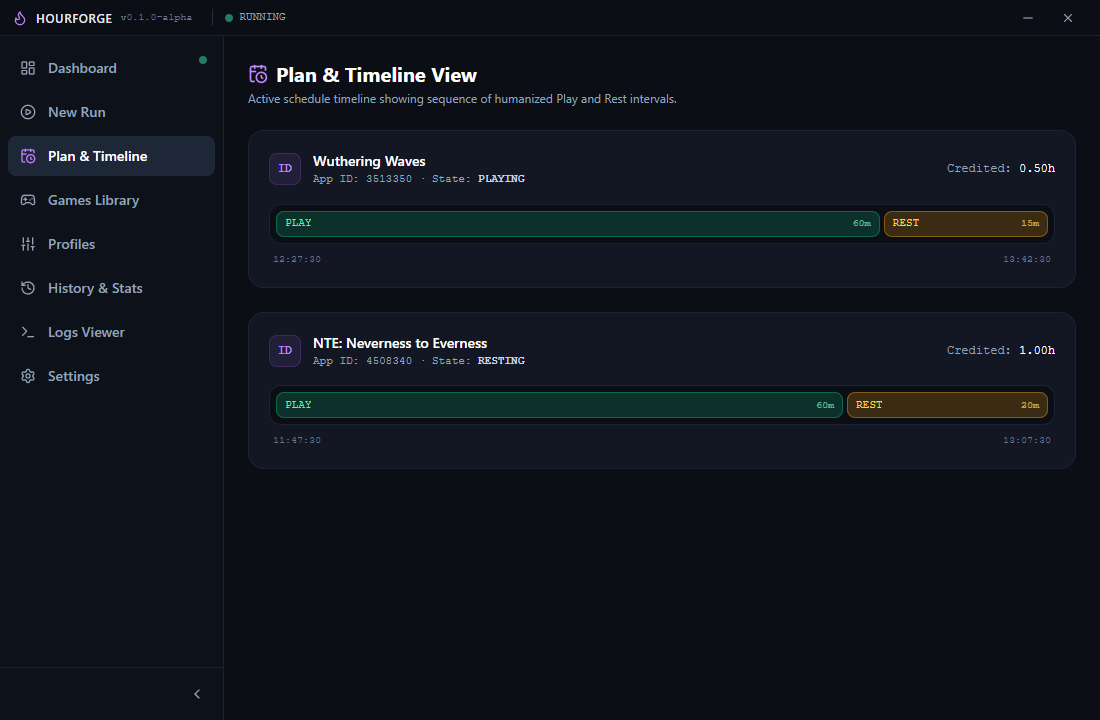 HOURFORGE v0.1.0-alpha RUNNING
Dashboard
New Run
Plan & Timeline
Games Library
Profiles
History & Stats
Logs Viewer
Settings
Plan & Timeline View
Active schedule timeline showing sequence of humanized Play and Rest intervals.
ID
Wuthering Waves
App ID: 3513350 · State: PLAYING
Credited: 0.50h
PLAY 60m REST 15m
12:27:30 13:42:30
ID
NTE: Neverness to Everness
App ID: 4508340 · State: RESTING
Credited: 1.00h
PLAY 60m REST 20m
11:47:30 13:07:30